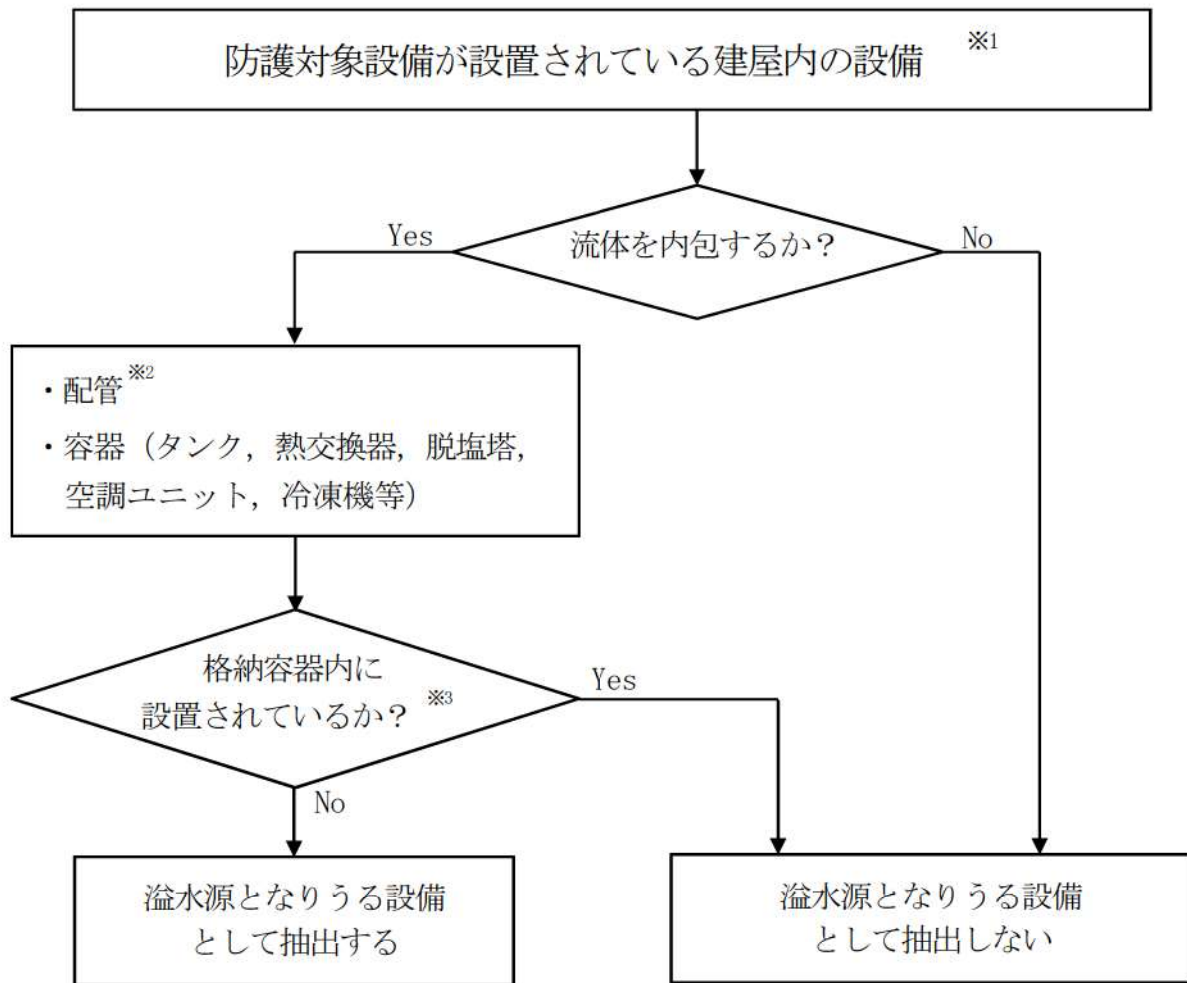 防護対象設備が設置されている建屋内の設備 ※1
流体を内包するか?
Yes
No
・配管※2
・容器(タンク,熱交換器,脱塩塔,
空調ユニット,冷凍機等)
格納容器内に
設置されているか? ※3
Yes
No
溢水源となりうる設備
として抽出する
溢水源となりうる設備
として抽出しない